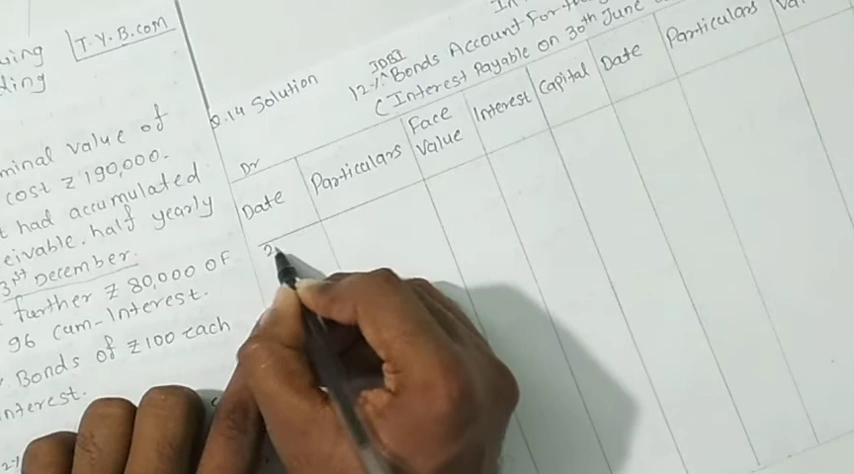 T.Y.B.com
minal value of
cost ₹ 190,000.
had accumulated
eivable. half yearly
31st December.
further ₹ 80,000 OF
96 Cum-Interest.
Bonds of ₹100 each
nterest.
Q.14 Solution
IDBI
12% Bonds Account For the
(Interest Payable on 30th June
Dr
Date Particulars Face Value Interest Capital Date Particulars